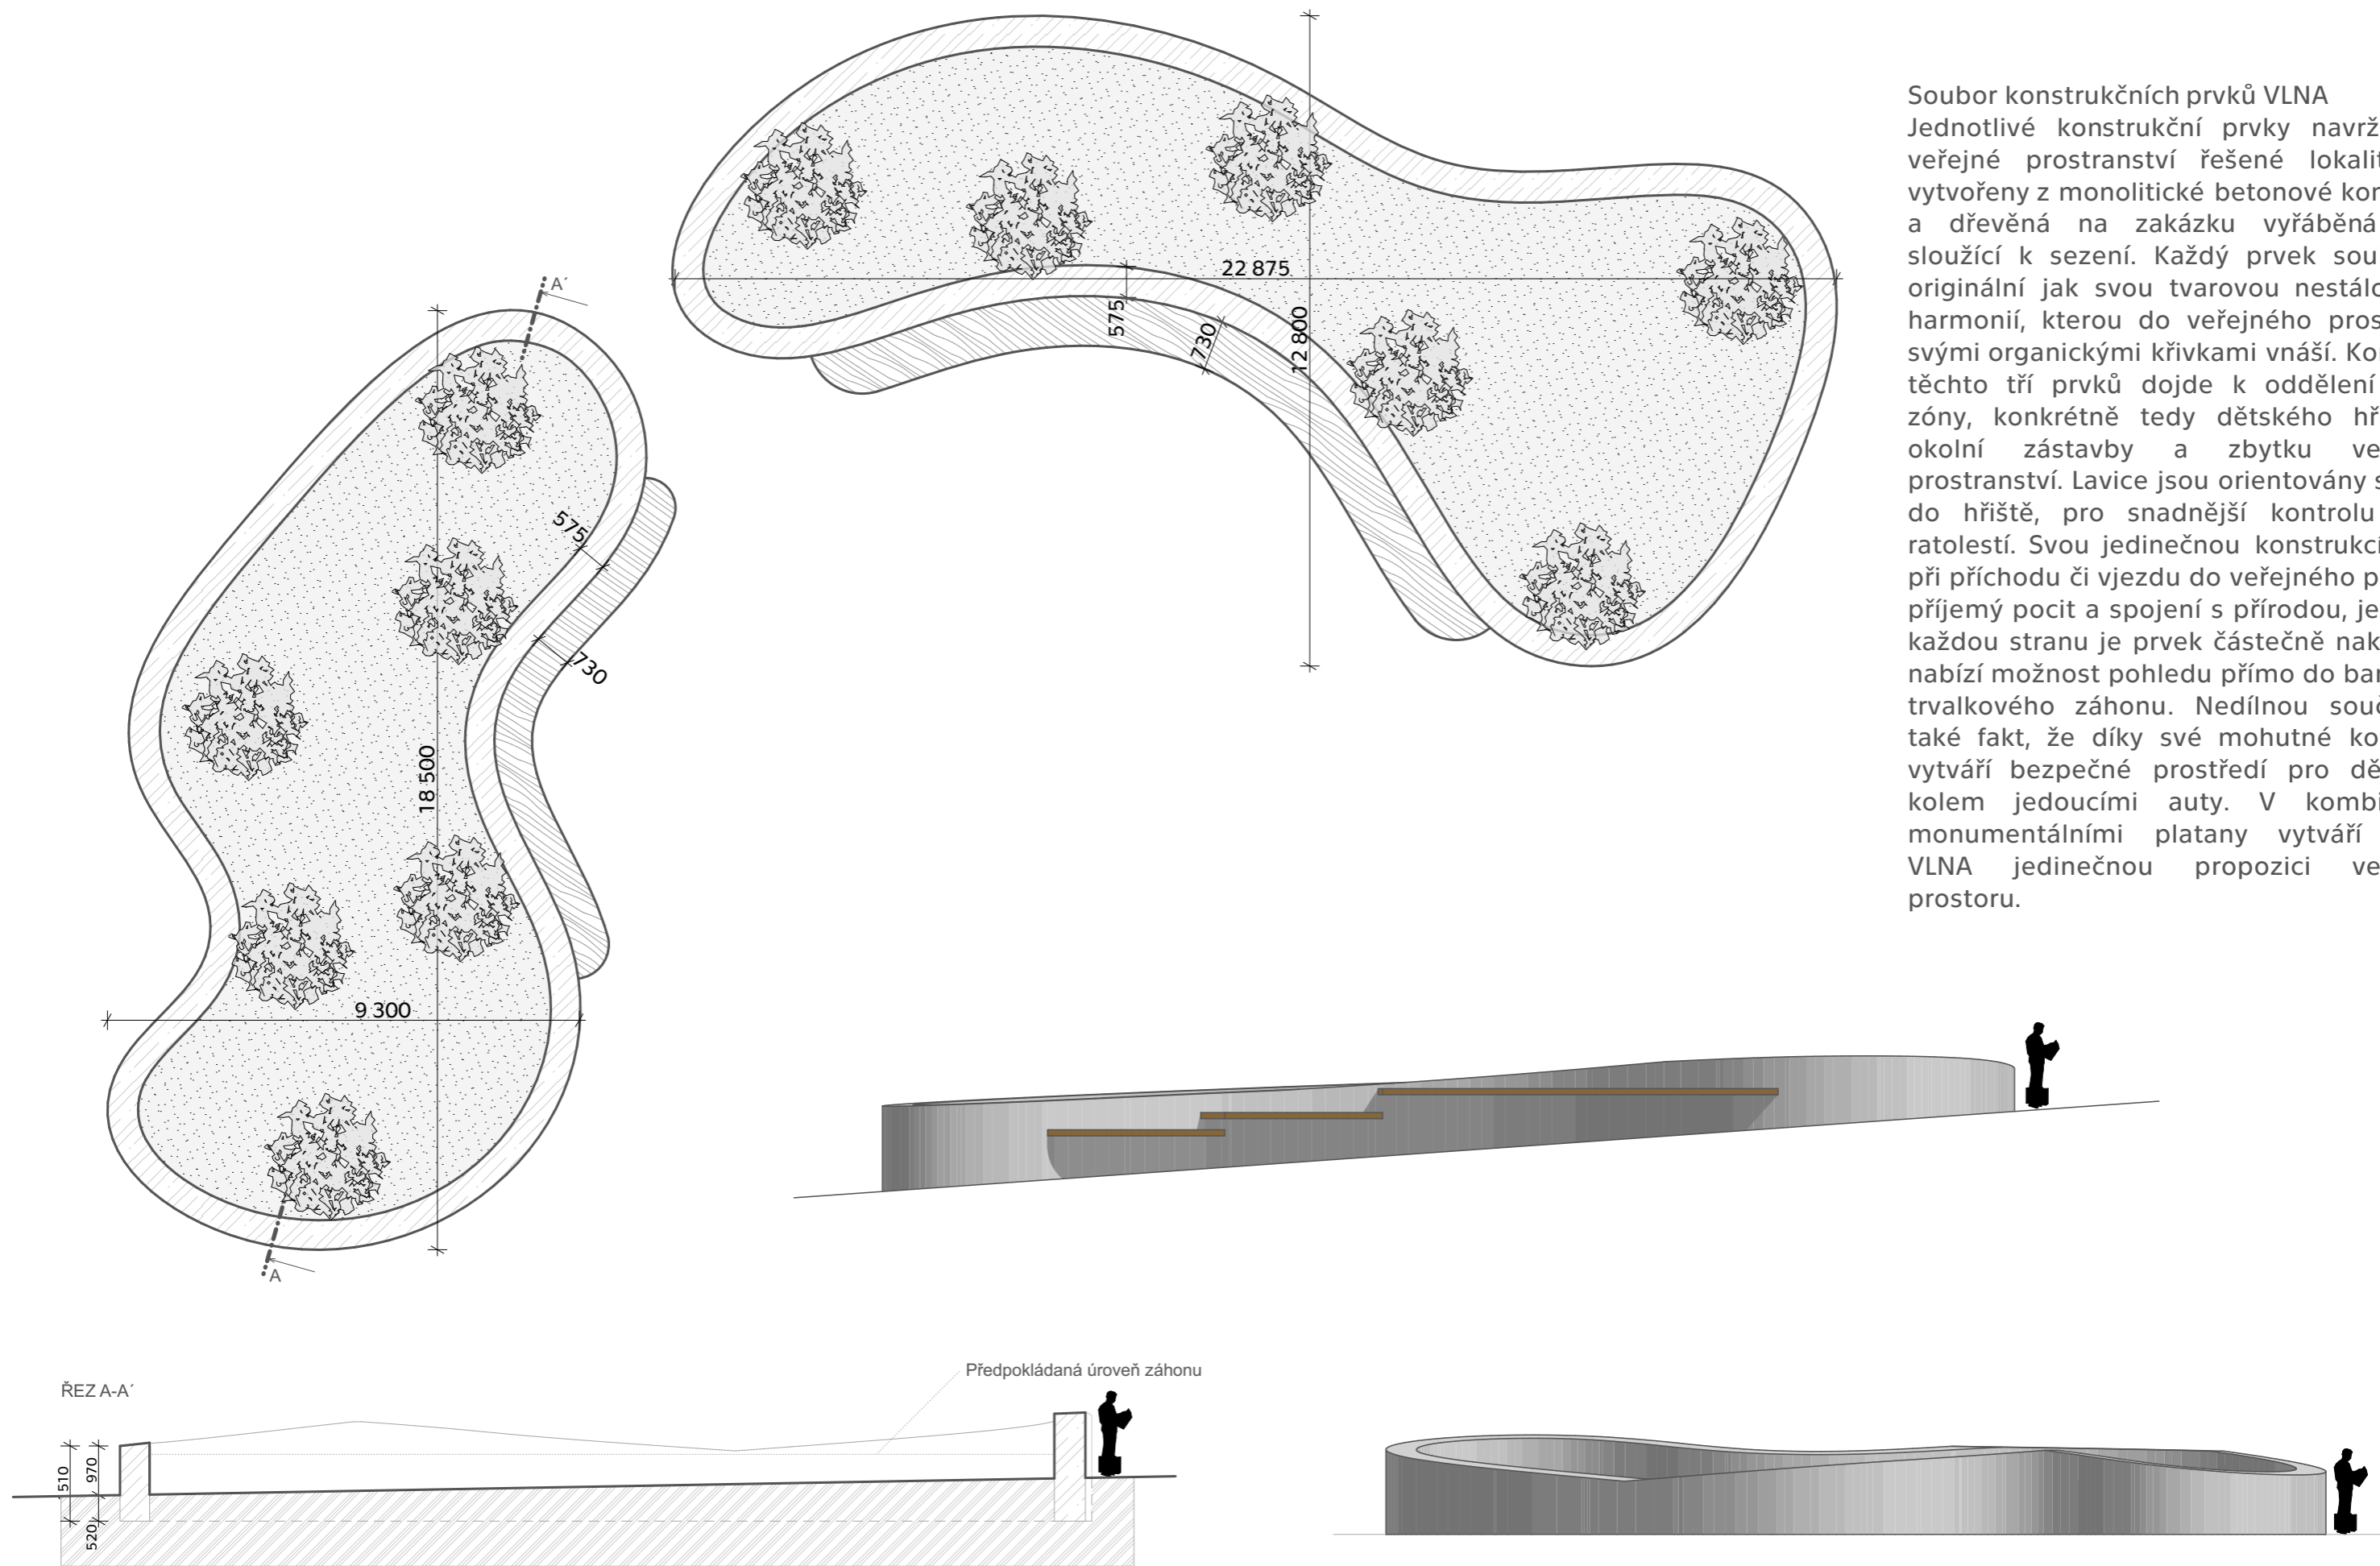 Soubor konstrukčních prvků VLNA
Jednotlivé konstrukční prvky navrž
veřejné prostranství řešené lokalit
vytvořeny z monolitické betonové kon
a dřevěná na zakázku vyřáběná
sloužící k sezení. Každý prvek sou
originální jak svou tvarovou nestálo
harmonií, kterou do veřejného pros
svými organickými křivkami vnáší. Ko
těchto tří prvků dojde k oddělení
zóny, konkrétně tedy dětského hř
okolní zástavby a zbytku ve
prostranství. Lavice jsou orientovány s
do hřiště, pro snadnější kontrolu
ratolestí. Svou jedinečnou konstrukcí
při příchodu či vjezdu do veřejného p
příjemý pocit a spojení s přírodou, je
každou stranu je prvek částečně nak
nabízí možnost pohledu přímo do bar
trvalkového záhonu. Nedílnou souč
také fakt, že díky své mohutné ko
vytváří bezpečné prostředí pro dě
kolem jedoucími auty. V kombi
monumentálními platany vytváří
VLNA jedinečnou propozici ve
prostoru.
22 875
575
730
12 800
A´
575
730
18 500
9 300
A
ŘEZ A-A´
Předpokládaná úroveň záhonu
510
970
520